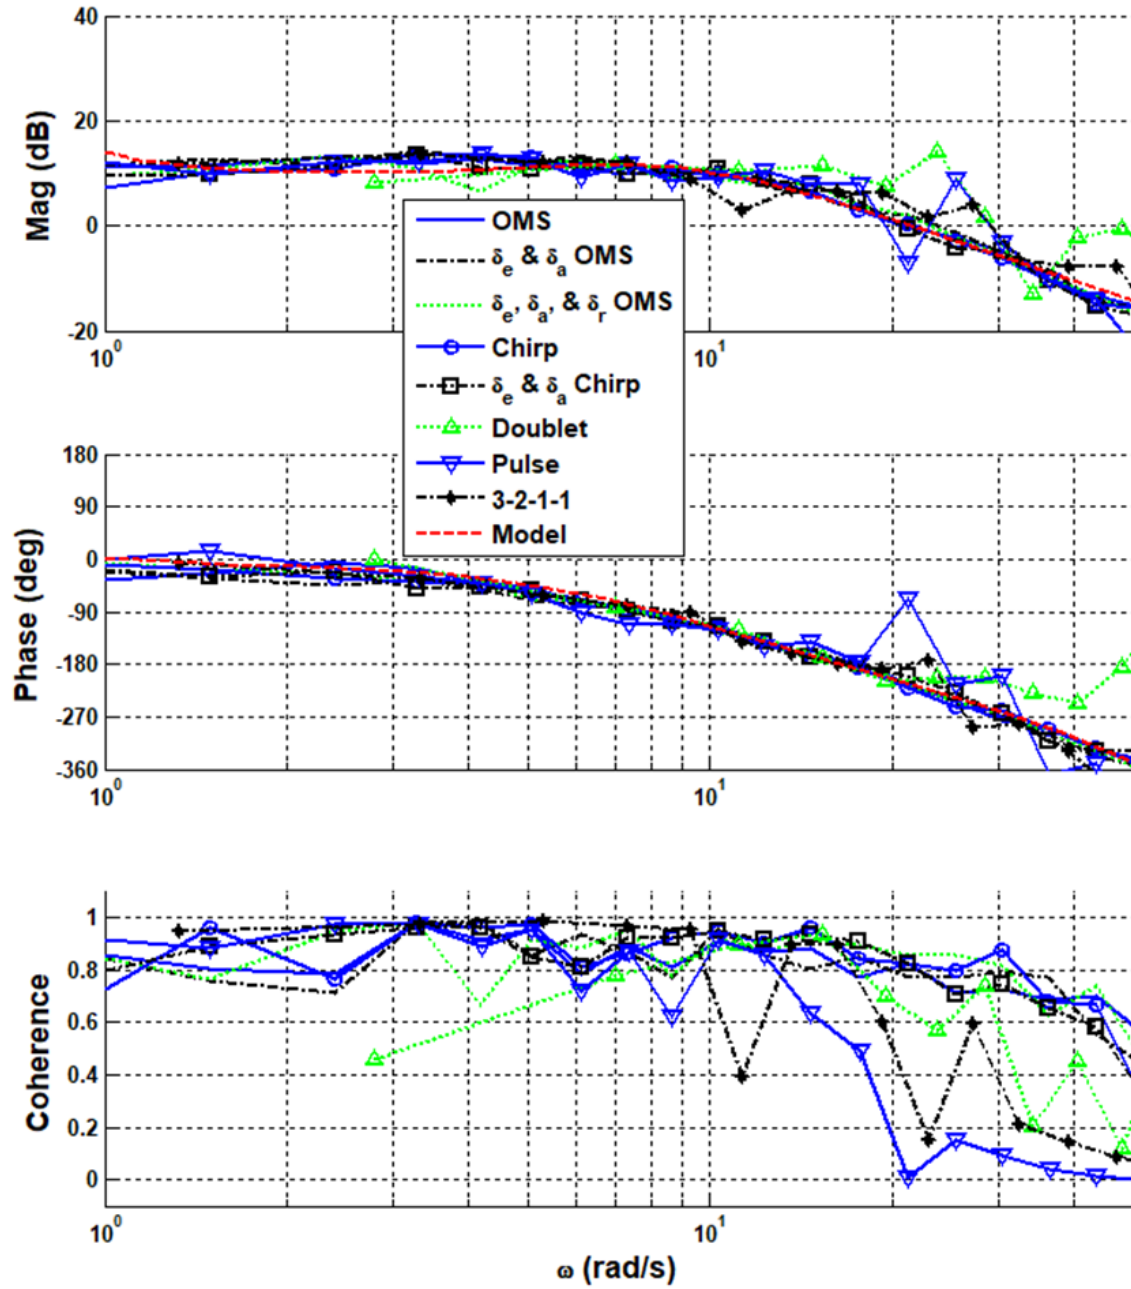 Mag (dB)
40
20
0
-20
10⁰
10¹
OMS
δₑ & δₐ OMS
δₑ, δₐ, & δᵣ OMS
Chirp
δₑ & δₐ Chirp
Doublet
Pulse
3-2-1-1
Model
Phase (deg)
180
90
0
-90
-180
-270
-360
10⁰
10¹
Coherence
1
0.8
0.6
0.4
0.2
0
10⁰
10¹
ω (rad/s)